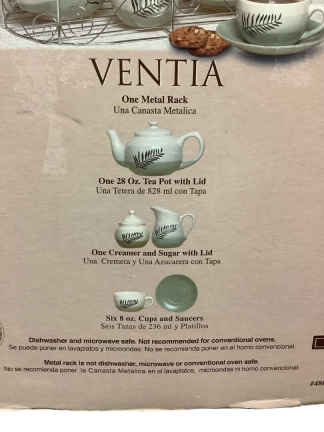 VENTIA
One Metal Rack
Una Canasta Metalica
One 28 Oz. Tea Pot with Lid
Una Tetera de 828 ml con Tapa
One Creamer and Sugar with Lid
Una Cremera y Una Azucarera con Tapa
Six 8 oz. Cups and Saucers
Seis Tazas de 236 ml y Platillos
Dishwasher and microwave safe. Not recommended for conventional ovens.
Se puede poner en lavaplatos y microondas. No se recomienda poner en al horno convencional.
Metal rack is not dishwasher, microwave or conventional oven safe.
No se recomienda poner la Canasta Metalica en el lavaplatos, microondas ni horno convencional.